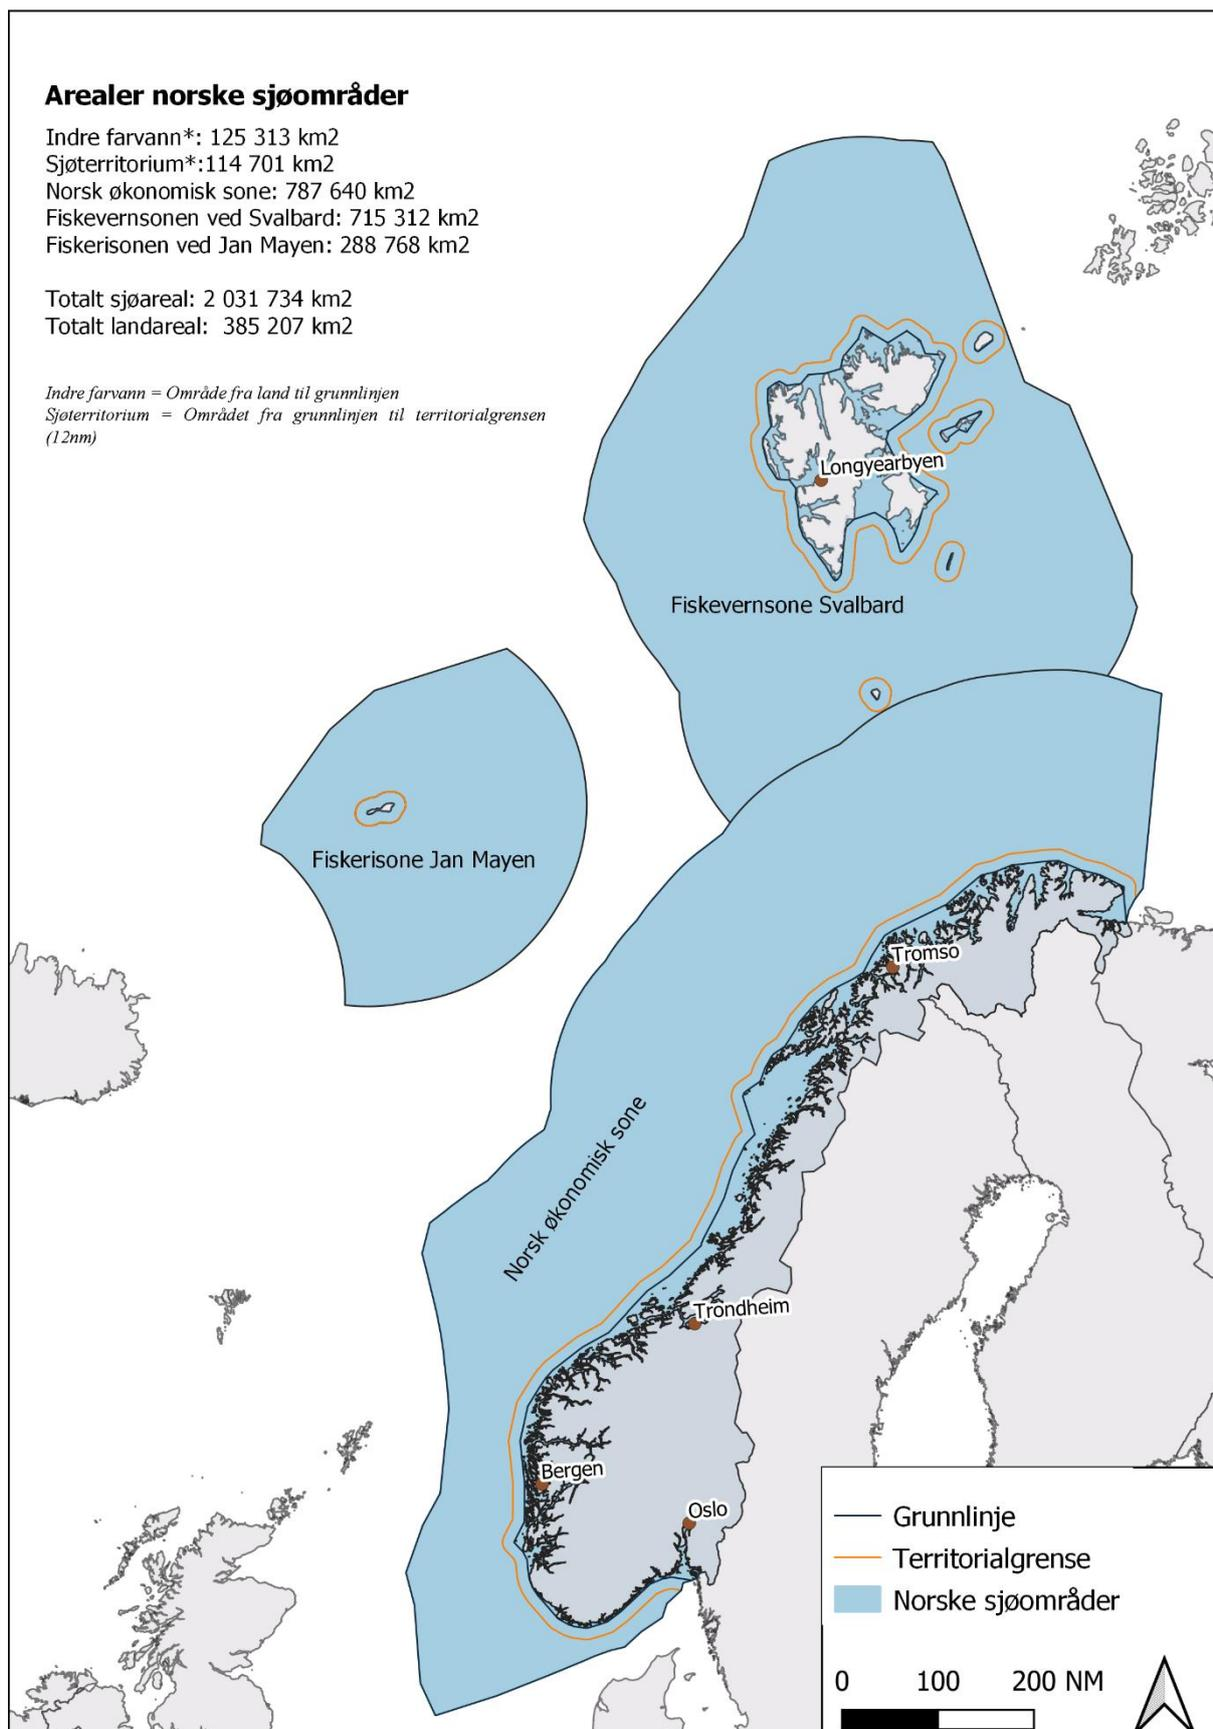 Arealer norske sjøområder
Indre farvann*: 125 313 km2
Sjøterritorium*:114 701 km2
Norsk økonomisk sone: 787 640 km2
Fiskevernsonen ved Svalbard: 715 312 km2
Fiskerisonen ved Jan Mayen: 288 768 km2
Totalt sjøareal: 2 031 734 km2
Totalt landareal: 385 207 km2
Indre farvann = Område fra land til grunnlinjen
Sjøterritorium = Området fra grunnlinjen til territorialgrensen
(12nm)
Longyearbyen
Fiskevernsone Svalbard
Fiskerisone Jan Mayen
Tromso
Norsk økonomisk sone
Trondheim
Bergen
Oslo
Grunnlinje
Territorialgrense
Norske sjøområder
0 100 200 NM